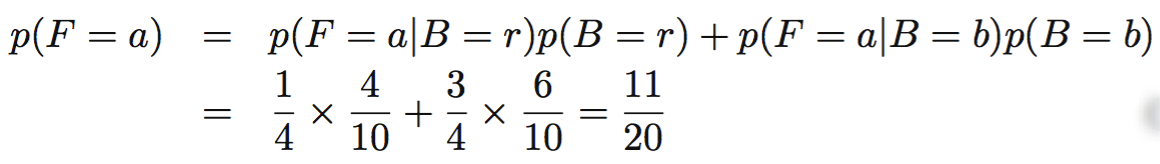 p(F = a) = p(F = a|B = r)p(B = r) + p(F = a|B = b)p(B = b)
= 1/4 × 4/10 + 3/4 × 6/10 = 11/20